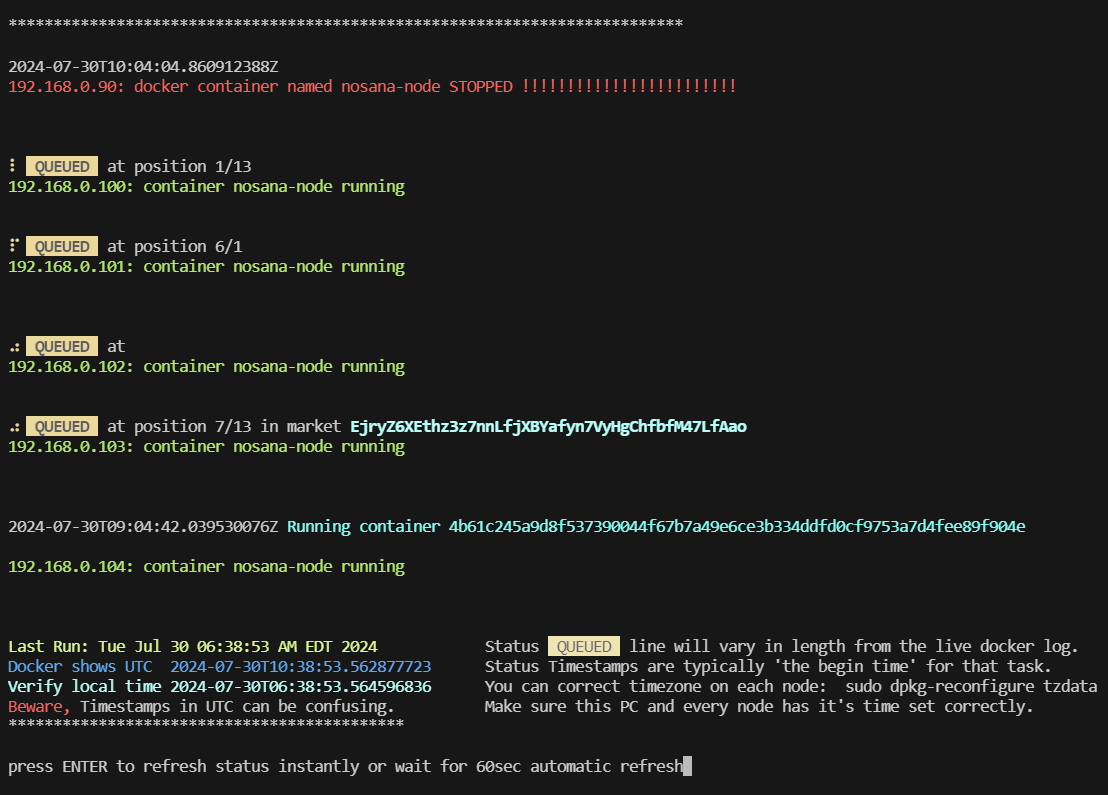 ***************************************************************************
2024-07-30T10:04:04.860912388Z
192.168.0.90: docker container named nosana-node STOPPED !!!!!!!!!!!!!!!!!!!!!!!!
⠇ QUEUED at position 1/13
192.168.0.100: container nosana-node running
⠏ QUEUED at position 6/1
192.168.0.101: container nosana-node running
⠴ QUEUED at
192.168.0.102: container nosana-node running
⠴ QUEUED at position 7/13 in market EjryZ6XEthz3z7nnLfjXBYafyn7VyHgChfbfM47LfAao
192.168.0.103: container nosana-node running
2024-07-30T09:04:42.039530076Z Running container 4b61c245a9d8f537390044f67b7a49e6ce3b334ddfd0cf9753a7d4fee89f904e
192.168.0.104: container nosana-node running
Last Run: Tue Jul 30 06:38:53 AM EDT 2024 Status QUEUED line will vary in length from the live docker log.
Docker shows UTC 2024-07-30T10:38:53.562877723 Status Timestamps are typically 'the begin time' for that task.
Verify local time 2024-07-30T06:38:53.564596836 You can correct timezone on each node: sudo dpkg-reconfigure tzdata
Beware, Timestamps in UTC can be confusing. Make sure this PC and every node has it's time set correctly.
********************************************
press ENTER to refresh status instantly or wait for 60sec automatic refresh